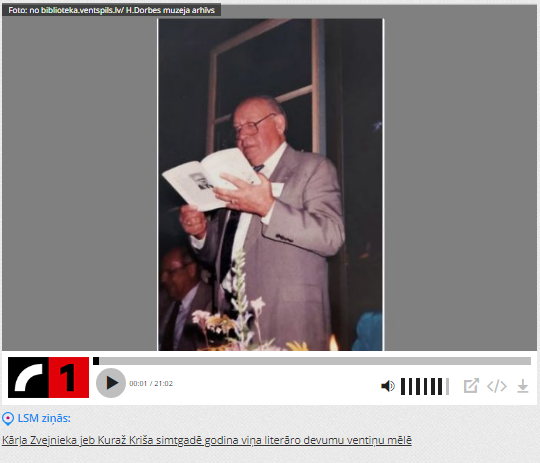 Foto: no biblioteka.ventspils.lv/ H.Dorbes muzeja arhīvs
1
00:01 / 21:02
LSM ziņās:
Kārļa Zvejnieka jeb Kuraž Kriša simtgadē godina viņa literāro devumu ventiņu mēlē